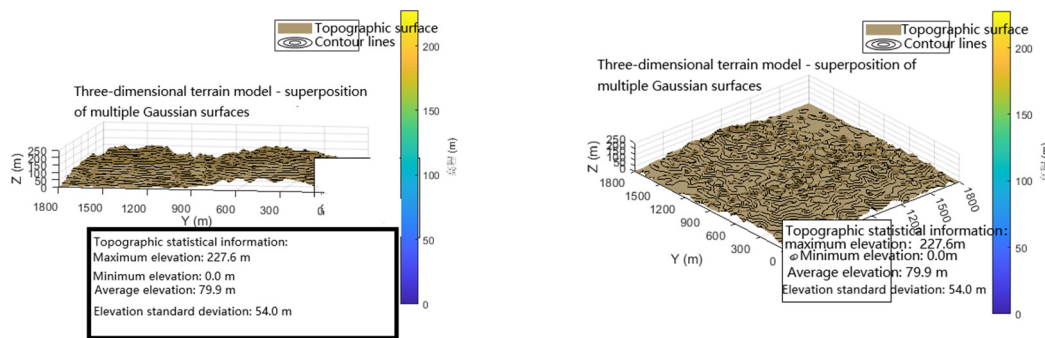 Topographic surface
Contour lines
Three-dimensional terrain model - superposition
of multiple Gaussian surfaces
Z (m)
250
200
150
100
50
0
1800
1500
1200
900
600
300
0
Y (m)
200
150
100
50
0
Topographic statistical information:
Maximum elevation: 227.6 m
Minimum elevation: 0.0 m
Average elevation: 79.9 m
Elevation standard deviation: 54.0 m
Topographic surface
Contour lines
Three-dimensional terrain model - superposition of
multiple Gaussian surfaces
Z (m)
250
200
150
100
50
0
1800
1500
1200
900
600
300
0
Y (m)
1800
1500
1200
200
150
100
50
0
Topographic statistical information:
maximum elevation: 227.6m
Minimum elevation: 0.0m
Average elevation: 79.9 m
Elevation standard deviation: 54.0 m